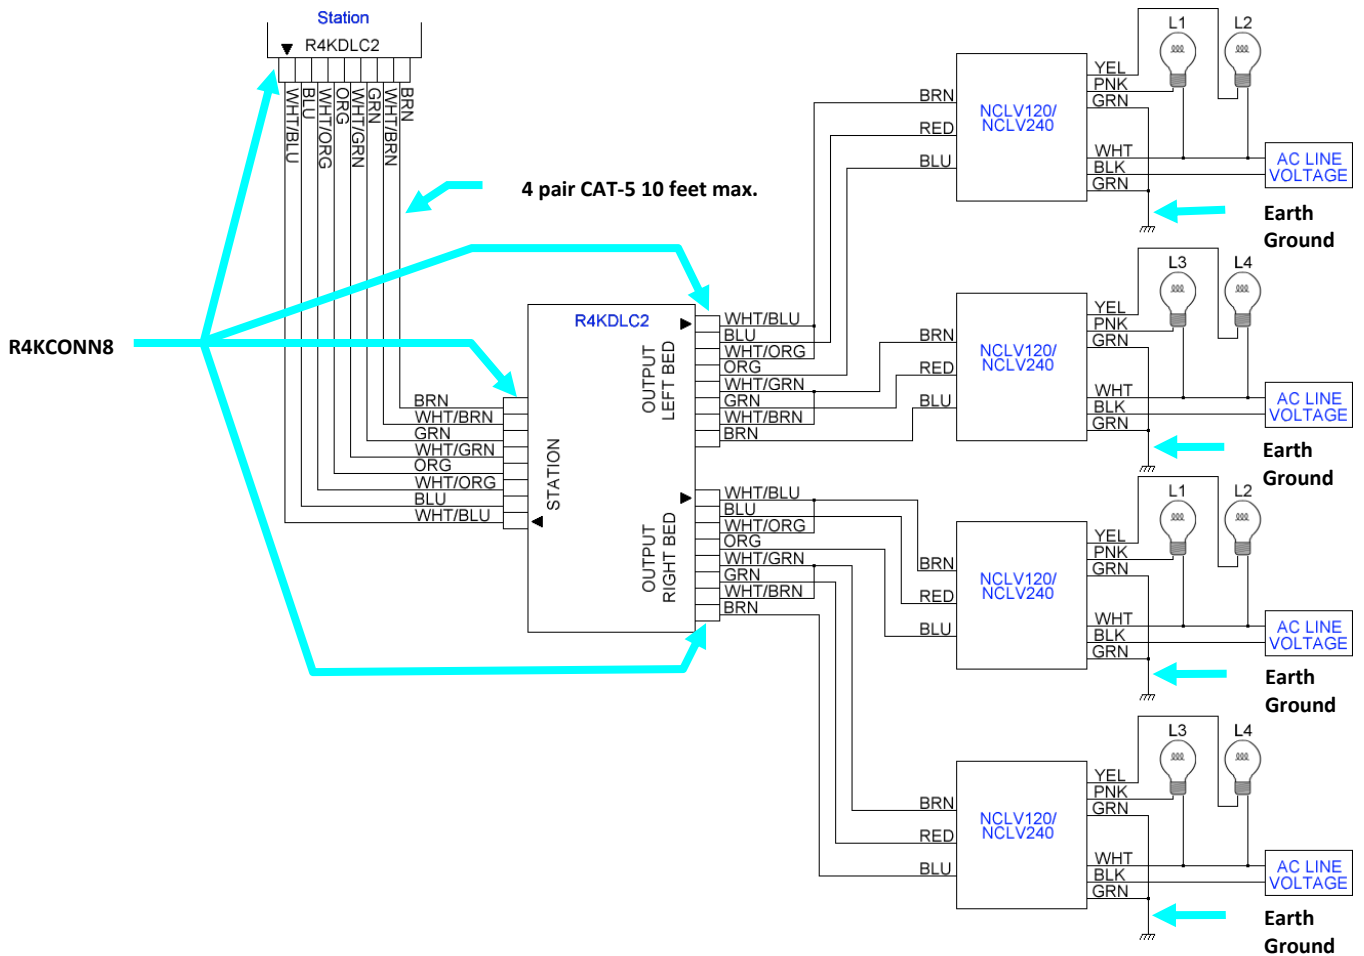 Station
R4KDLC2
WHT/BLU
BLU
WHT/ORG
ORG
WHT/GRN
GRN
WHT/BRN
BRN
4 pair CAT-5 10 feet max.
R4KCONN8
BRN
WHT/BRN
GRN
WHT/GRN
ORG
WHT/ORG
BLU
WHT/BLU
STATION
R4KDLC2
OUTPUT
LEFT BED
WHT/BLU
BLU
WHT/ORG
ORG
WHT/GRN
GRN
WHT/BRN
BRN
OUTPUT
RIGHT BED
WHT/BLU
BLU
WHT/ORG
ORG
WHT/GRN
GRN
WHT/BRN
BRN
BRN
RED
BLU
NCLV120/
NCLV240
YEL
PNK
GRN
WHT
BLK
GRN
L1
L2
AC LINE
VOLTAGE
Earth
Ground
BRN
RED
BLU
NCLV120/
NCLV240
YEL
PNK
GRN
WHT
BLK
GRN
L3
L4
AC LINE
VOLTAGE
Earth
Ground
BRN
RED
BLU
NCLV120/
NCLV240
YEL
PNK
GRN
WHT
BLK
GRN
L1
L2
AC LINE
VOLTAGE
Earth
Ground
BRN
RED
BLU
NCLV120/
NCLV240
YEL
PNK
GRN
WHT
BLK
GRN
L3
L4
AC LINE
VOLTAGE
Earth
Ground